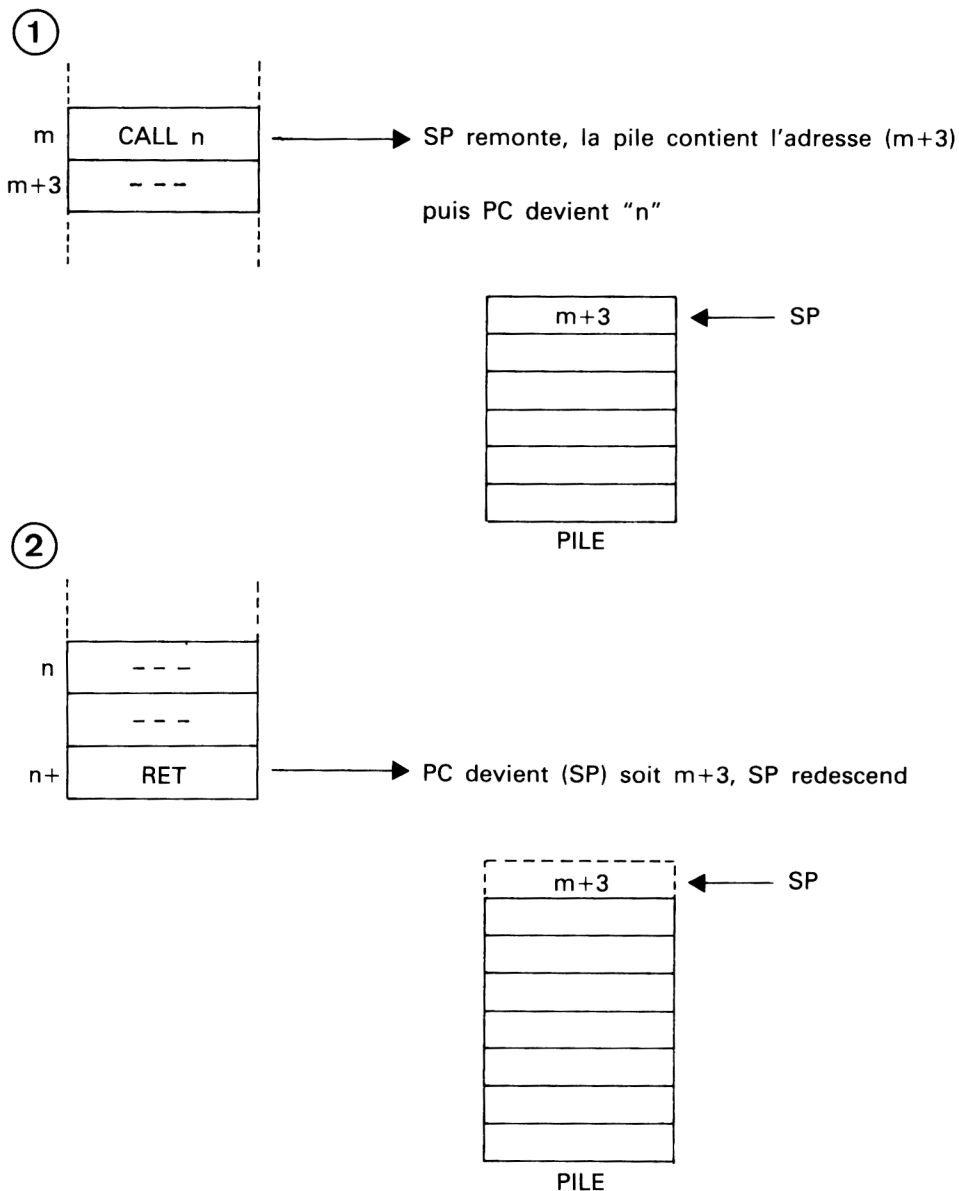 1
m CALL n SP remonte, la pile contient l'adresse (m+3)
m+3 - - -
puis PC devient "n"
m+3 SP
PILE
2
n - - -
- - -
n+ RET PC devient (SP) soit m+3, SP redescend
m+3 SP
PILE